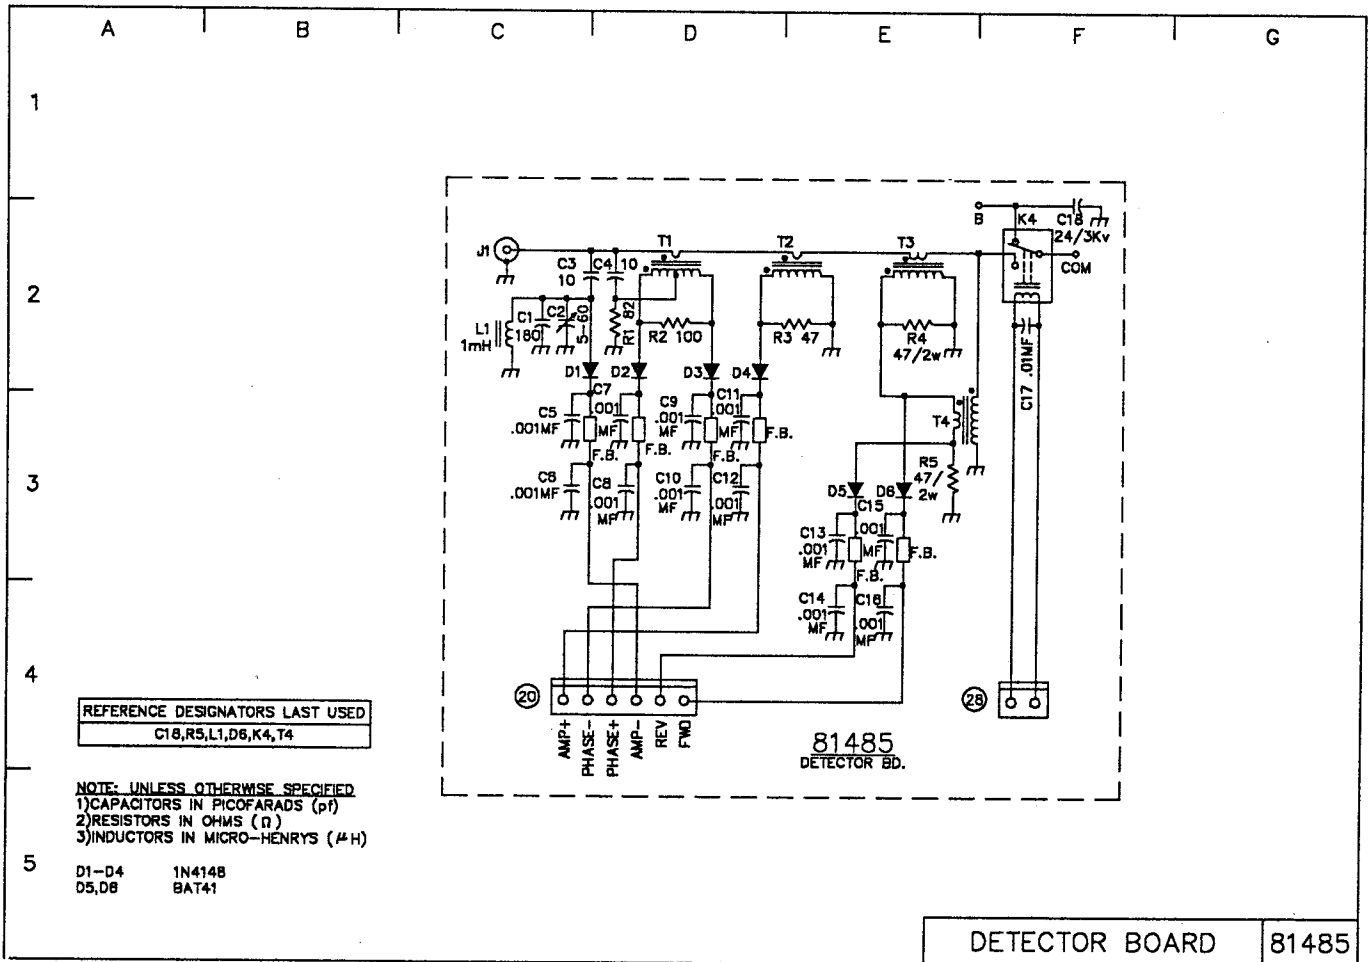 A B C D E F G
1
2
3
4
5
B K4 C18
24/3Kv
COM
J1 T1 T2 T3
C3 C4 10
10
R1 82
C1 C2 5-60
180
L1
1mH
R2 100
R3 47
R4
47/2w
D1 D2 D3 D4
C17 .01MF
C5
.001MF
C7
.001
MF
C9
.001
MF
C11
.001
MF
F.B.
F.B.
F.B.
F.B.
T4
C6
.001MF
C8
.001
MF
C10
.001
MF
C12
.001
MF
R5
47/
2w
D5 D6
C13
.001
MF
C15
.001
MF
F.B.
F.B.
C14
.001
MF
C16
.001
MF
20
28
AMP+
PHASE-
PHASE+
AMP-
REV
FWD
81485
DETECTOR BD.
REFERENCE DESIGNATORS LAST USED
C18,R5,L1,D6,K4,T4
NOTE: UNLESS OTHERWISE SPECIFIED
1)CAPACITORS IN PICOFARADS (pf)
2)RESISTORS IN OHMS (Ω)
3)INDUCTORS IN MICRO-HENRYS (μH)
D1-D4 1N4148
D5,D6 BAT41
DETECTOR BOARD 81485